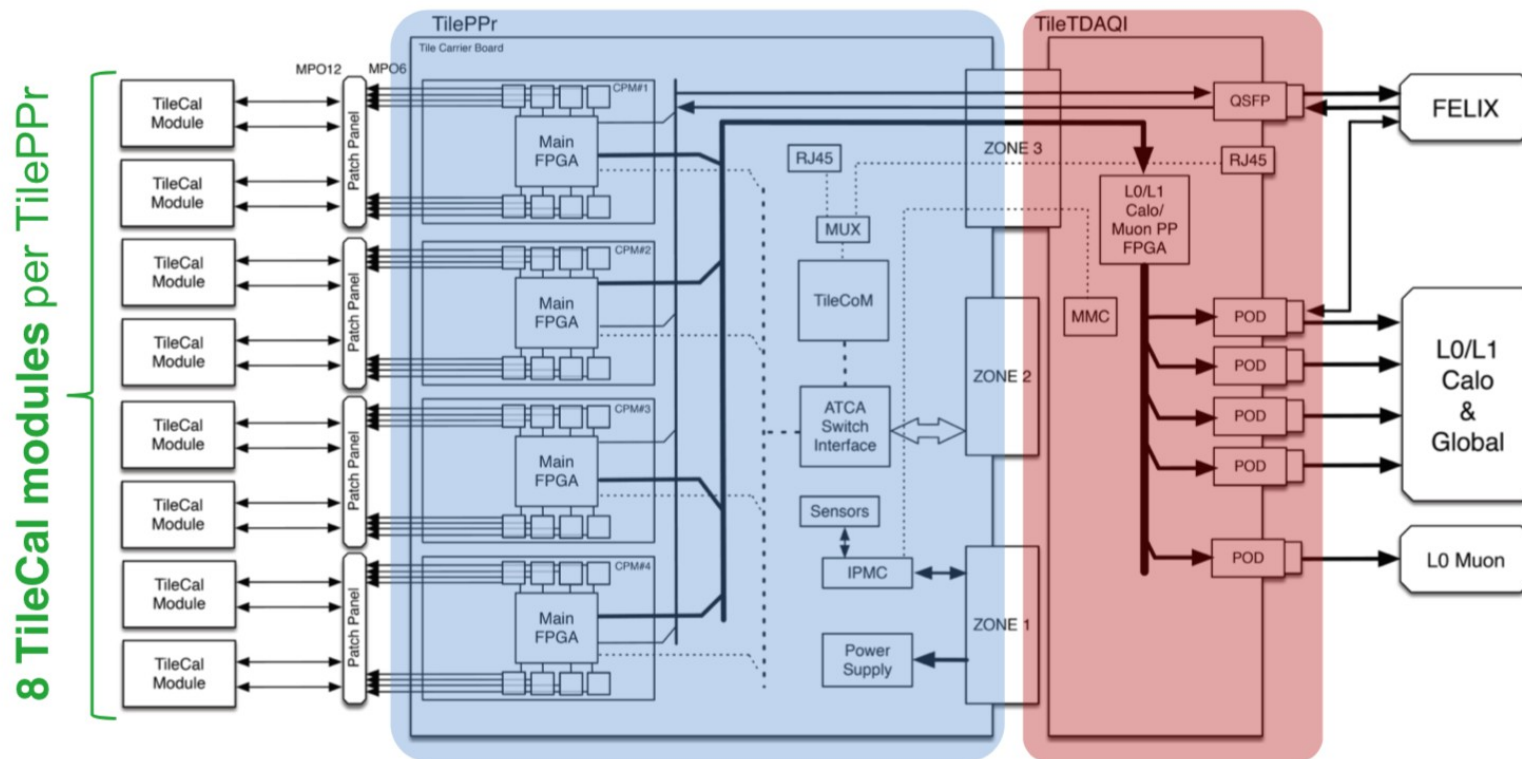 8 TileCal modules per TilePPr
TileCal
Module
TileCal
Module
TileCal
Module
TileCal
Module
TileCal
Module
TileCal
Module
TileCal
Module
TileCal
Module
MPO12
MPO6
Patch Panel
Patch Panel
Patch Panel
Patch Panel
TilePPr
Tile Carrier Board
CPM#1
Main
FPGA
CPM#2
Main
FPGA
CPM#3
Main
FPGA
CPM#4
Main
FPGA
RJ45
MUX
TileCoM
ATCA
Switch
Interface
Sensors
IPMC
Power
Supply
ZONE 3
ZONE 2
ZONE 1
TileTDAQI
QSFP
RJ45
L0/L1
Calo/
Muon PP
FPGA
MMC
POD
POD
POD
POD
POD
FELIX
L0/L1
Calo
&
Global
L0 Muon